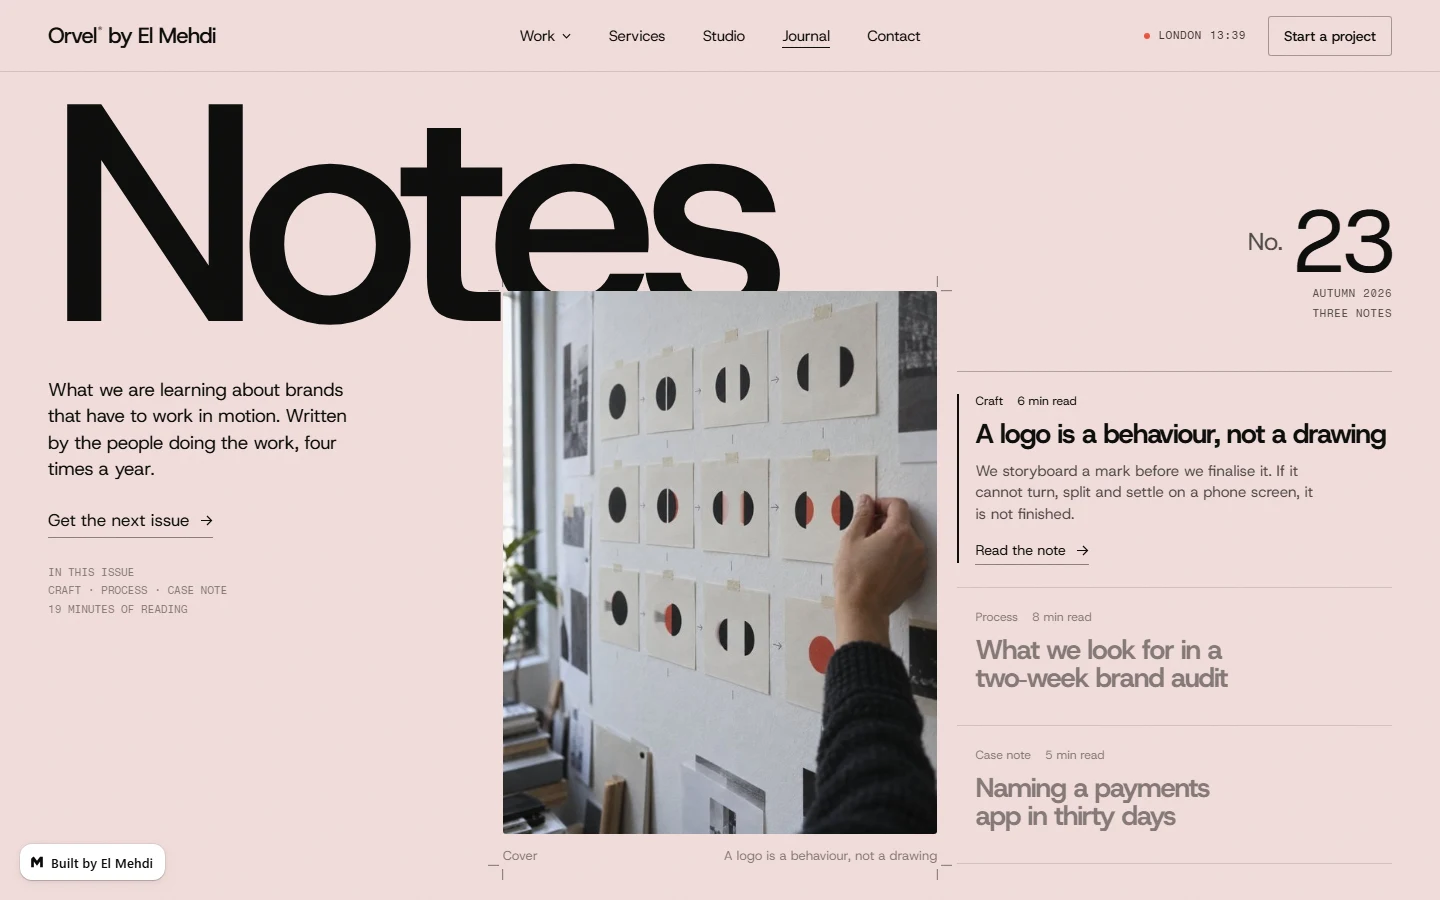 Orvel® by El Mehdi
Work
Services
Studio
Journal
Contact
LONDON 13:39
Start a project
Notes
No. 23
AUTUMN 2026
THREE NOTES
What we are learning about brands
that have to work in motion. Written
by the people doing the work, four
times a year.
Get the next issue →
IN THIS ISSUE
CRAFT · PROCESS · CASE NOTE
19 MINUTES OF READING
Cover
A logo is a behaviour, not a drawing
Craft 6 min read
A logo is a behaviour, not a drawing
We storyboard a mark before we finalise it. If it
cannot turn, split and settle on a phone screen, it
is not finished.
Read the note →
Process 8 min read
What we look for in a
two-week brand audit
Case note 5 min read
Naming a payments
app in thirty days
Built by El Mehdi